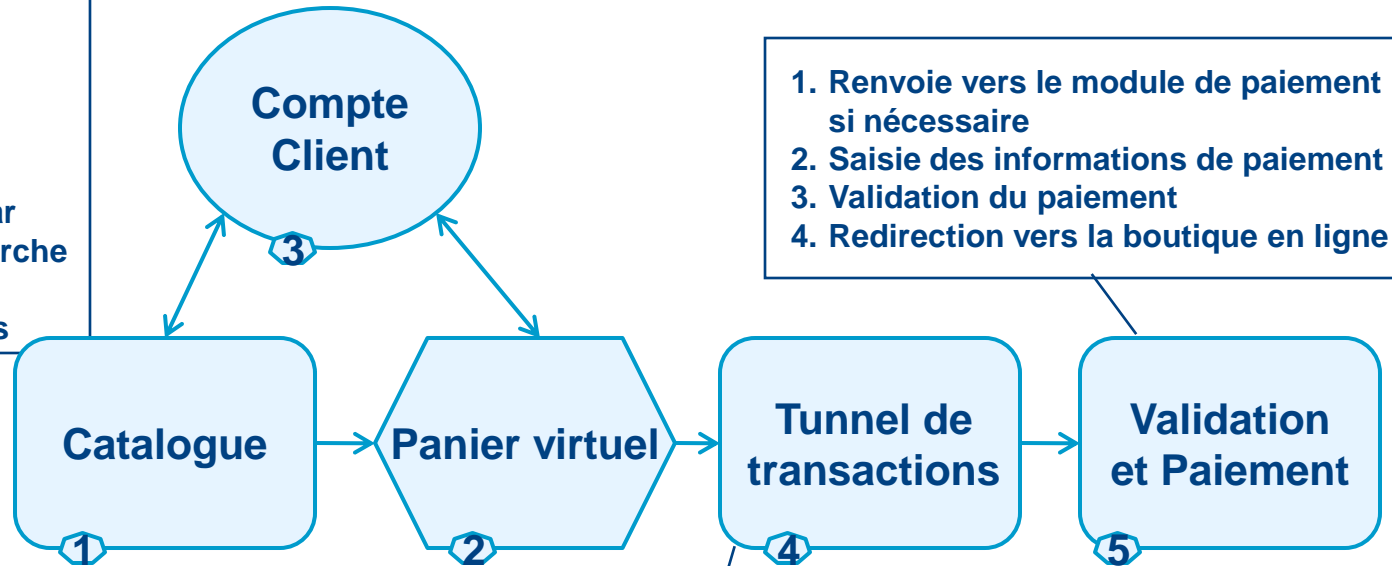 Compte
Client
3
1. Renvoie vers le module de paiement
si nécessaire
2. Saisie des informations de paiement
3. Validation du paiement
4. Redirection vers la boutique en ligne
Catalogue
1
Panier virtuel
2
Tunnel de
transactions
4
Validation
et Paiement
5